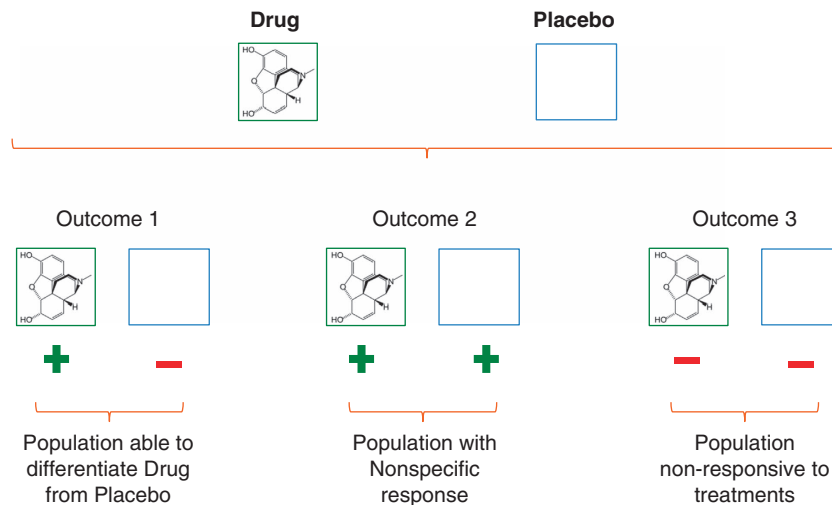 Drug Placebo
HO
O
N
H
HO
Outcome 1 Outcome 2 Outcome 3
HO HO HO
N N N
O O O
H H H
HO HO HO
+ − + + − −
Population able to
differentiate Drug
from Placebo
Population with
Nonspecific
response
Population
non-responsive to
treatments